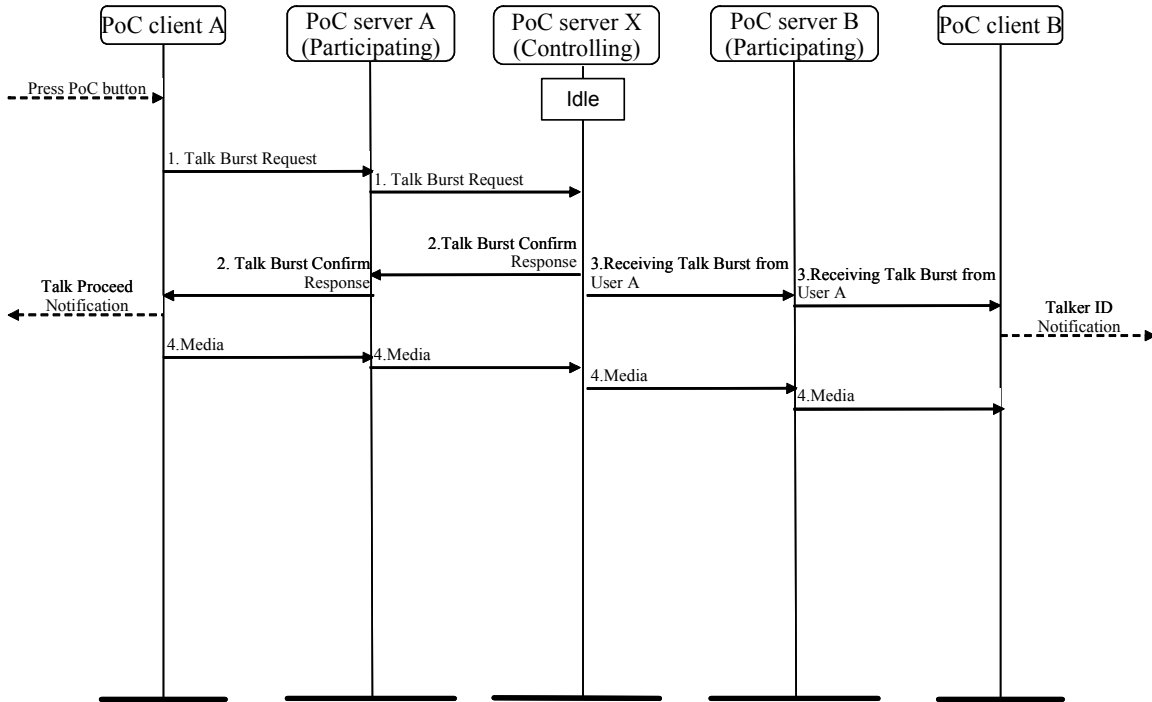 PoC client A
PoC server A
(Participating)
PoC server X
(Controlling)
PoC server B
(Participating)
PoC client B
Press PoC button
Idle
1. Talk Burst Request
1. Talk Burst Request
2.Talk Burst Confirm
Response
2. Talk Burst Confirm
Response
3.Receiving Talk Burst from
User A
3.Receiving Talk Burst from
User A
Talk Proceed
Notification
Talker ID
Notification
4.Media
4.Media
4.Media
4.Media